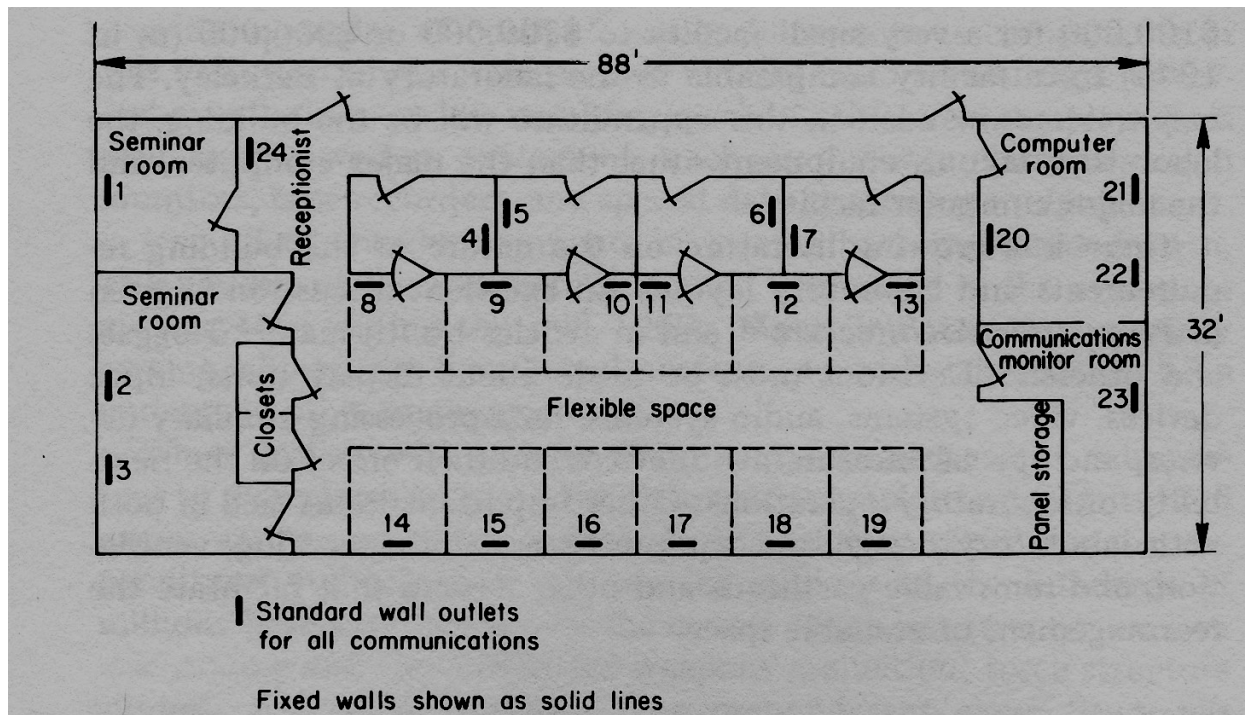 88'
Seminar
room
24
Receptionist
1
Computer
room
21
5
4
6
7
20
22
Seminar
room
8
9
10
11
12
13
32'
Communications
monitor room
2
Closets
Flexible space
23
3
Panel storage
14
15
16
17
18
19
Standard wall outlets
for all communications
Fixed walls shown as solid lines